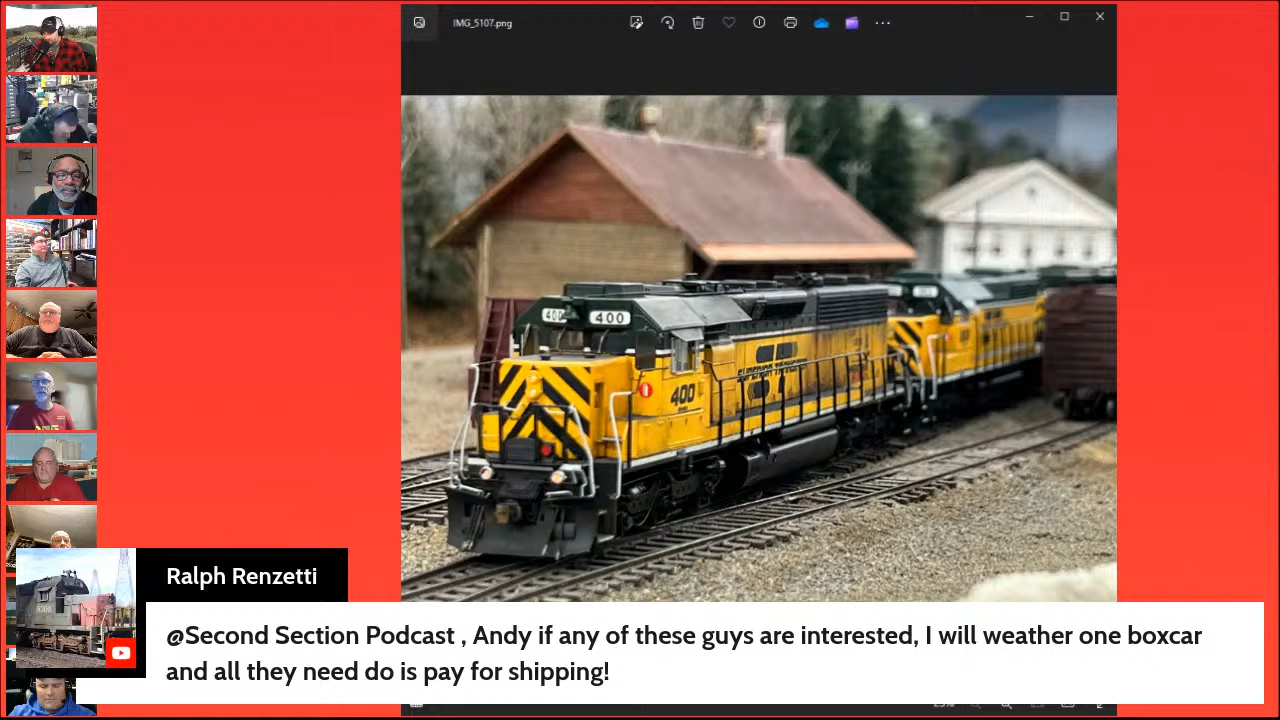 IMG_5107.png
400
400
400
Ralph Renzetti
@Second Section Podcast , Andy if any of these guys are interested, I will weather one boxcar
and all they need do is pay for shipping!